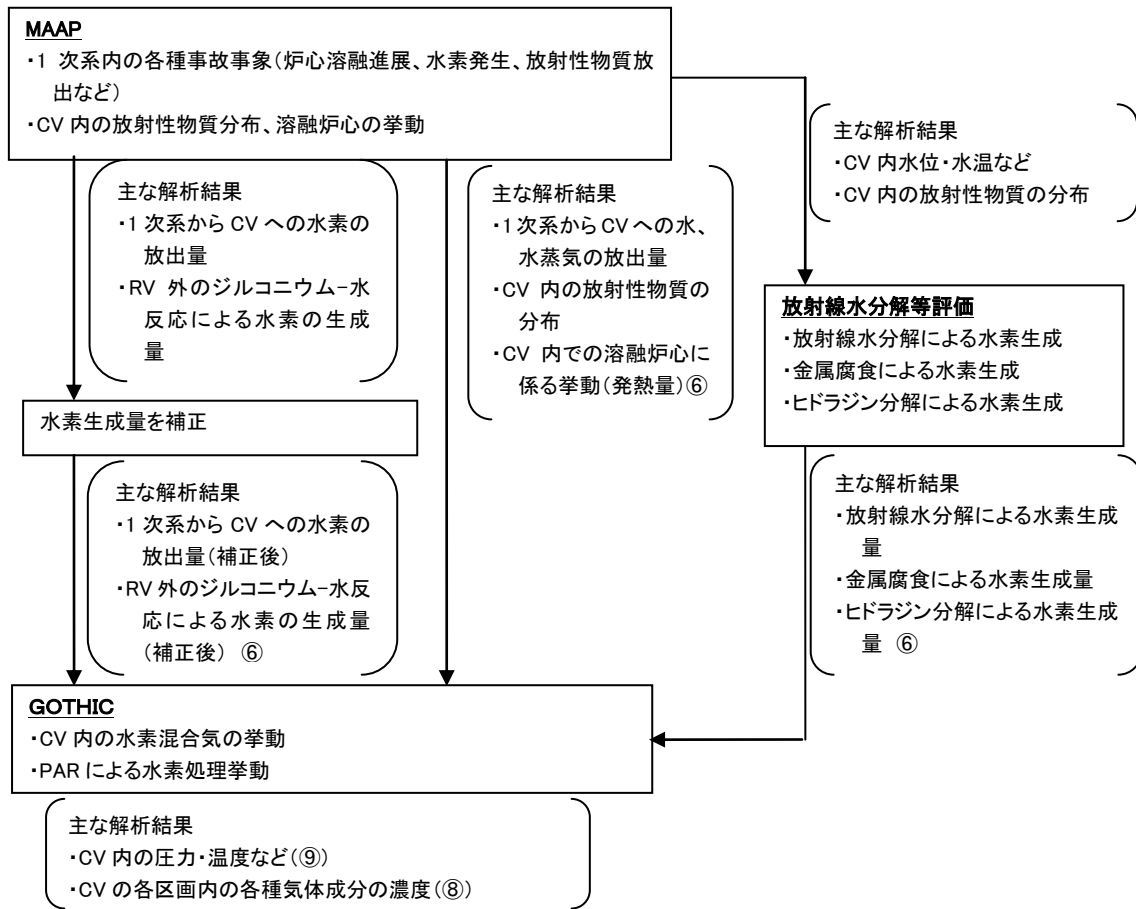 MAAP
・1 次系内の各種事故事象(炉心溶融進展、水素発生、放射性物質放
出など)
・CV 内の放射性物質分布、溶融炉心の挙動
主な解析結果
・1 次系から CV への水素の
放出量
・RV 外のジルコニウム-水
反応による水素の生成
量
主な解析結果
・1次系から CV への水、
水蒸気の放出量
・CV 内の放射性物質の
分布
・CV 内での溶融炉心に
係る挙動(発熱量)⑥
主な解析結果
・CV 内水位・水温など
・CV 内の放射性物質の分布
水素生成量を補正
放射線水分解等評価
・放射線水分解による水素生成
・金属腐食による水素生成
・ヒドラジン分解による水素生成
主な解析結果
・1 次系から CV への水素の
放出量(補正後)
・RV 外のジルコニウム-水反
応による水素の生成量
(補正後) ⑥
主な解析結果
・放射線水分解による水素生成
量
・金属腐食による水素生成量
・ヒドラジン分解による水素生成
量 ⑥
GOTHIC
・CV 内の水素混合気の挙動
・PAR による水素処理挙動
主な解析結果
・CV 内の圧力・温度など(⑨)
・CV の各区画内の各種気体成分の濃度(⑧)